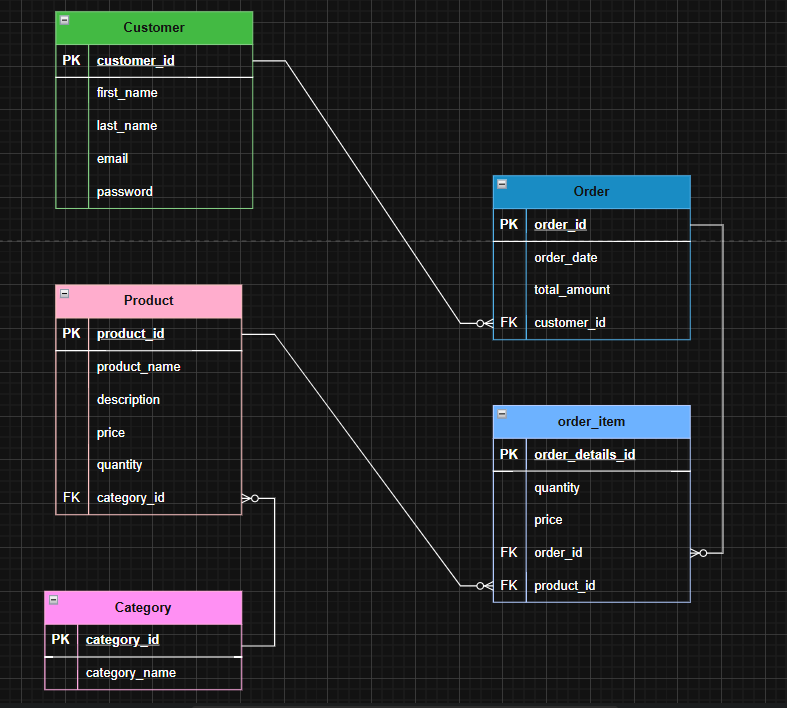 Customer
PK customer_id
first_name
last_name
email
password
Order
PK order_id
order_date
total_amount
FK customer_id
Product
PK product_id
product_name
description
price
quantity
FK category_id
order_item
PK order_details_id
quantity
price
FK order_id
FK product_id
Category
PK category_id
category_name